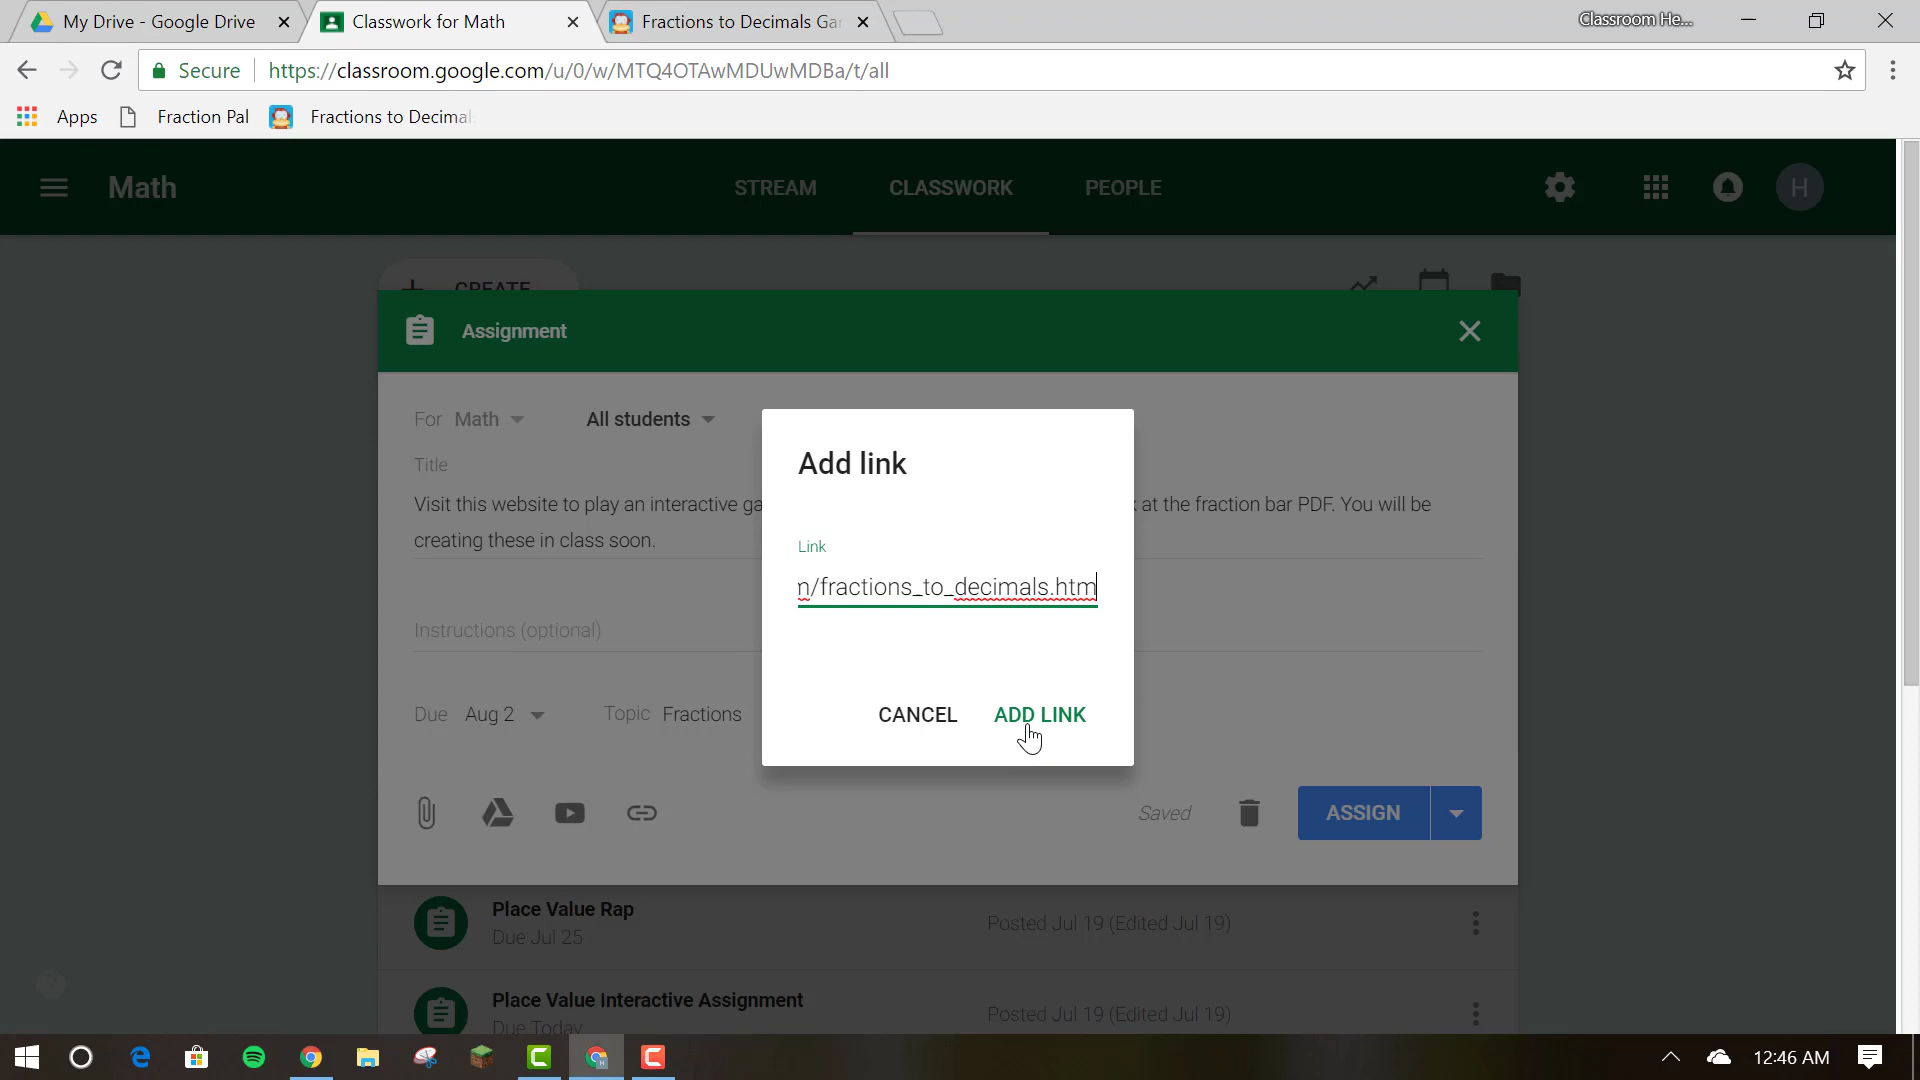 My Drive - Google Drive
Classwork for Math
Fractions to Decimals Ga
Classroom He...
Secure
https://classroom.google.com/u/0/w/MTQ4OTAwMDUwMDBa/t/all
Apps
Fraction Pal
Fractions to Decimal
Math
STREAM
CLASSWORK
PEOPLE
H
CREATE
Assignment
For Math
All students
Title
Visit this website to play an interactive ga
at the fraction bar PDF. You will be
creating these in class soon.
Instructions (optional)
Add link
Link
n/fractions_to_decimals.htm
CANCEL
ADD LINK
Due Aug 2
Topic Fractions
Saved
ASSIGN
Place Value Rap
Due Jul 25
Posted Jul 19 (Edited Jul 19)
Place Value Interactive Assignment
Due Today
Posted Jul 19 (Edited Jul 19)
12:46 AM